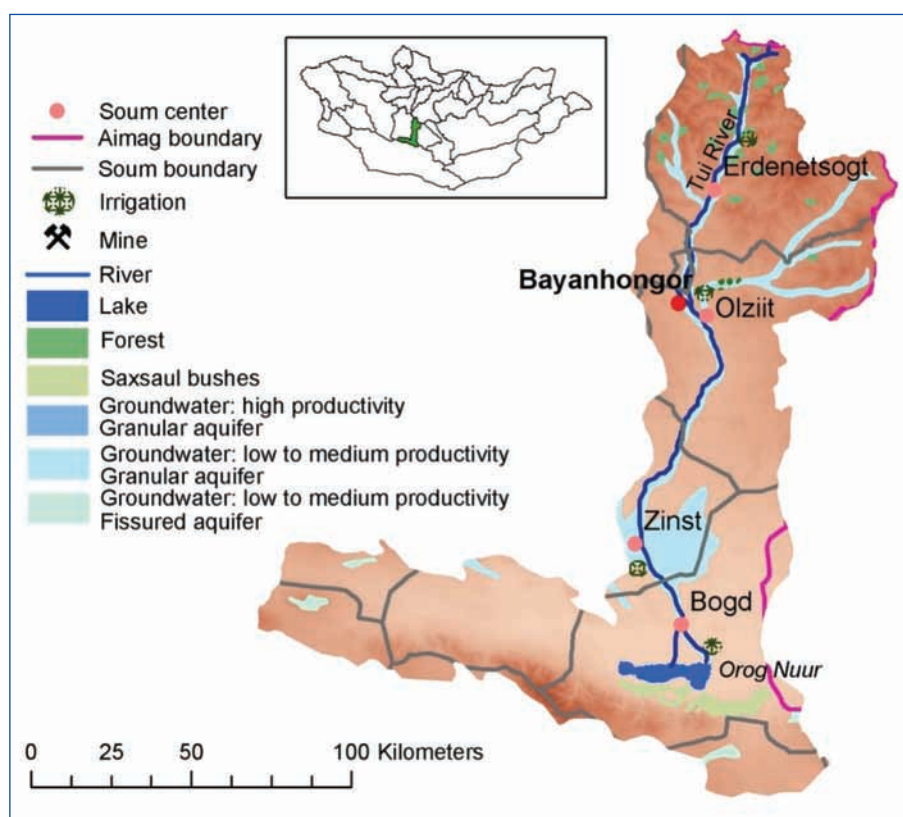 Soum center
Aimag boundary
Soum boundary
Irrigation
Mine
River
Lake
Forest
Saxsaul bushes
Groundwater: high productivity
Granular aquifer
Groundwater: low to medium productivity
Granular aquifer
Groundwater: low to medium productivity
Fissured aquifer
Tui River
Erdenetsogt
Bayanhongor
Olziit
Zinst
Bogd
Orog Nuur
0 25 50 100 Kilometers